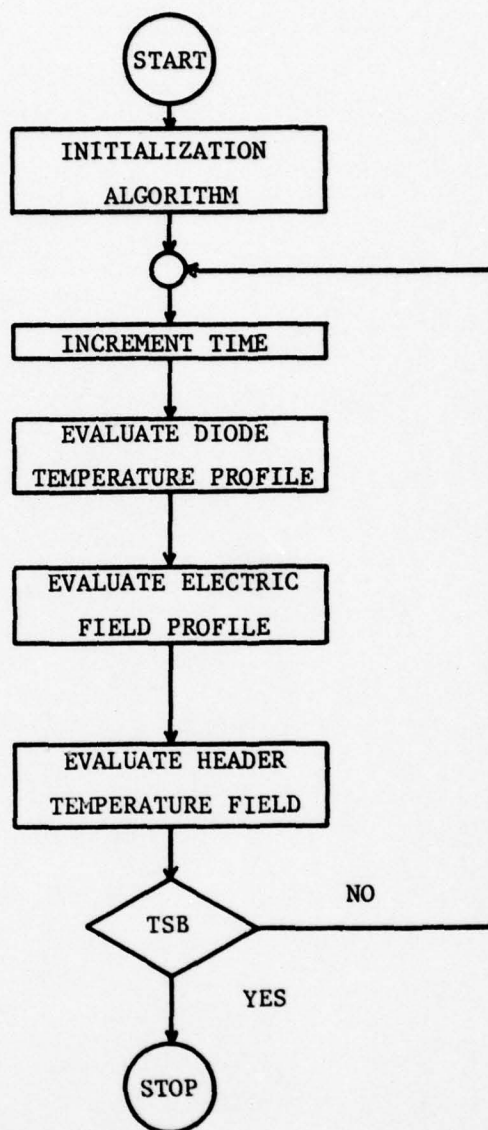 START
INITIALIZATION
ALGORITHM
INCREMENT TIME
EVALUATE DIODE
TEMPERATURE PROFILE
EVALUATE ELECTRIC
FIELD PROFILE
EVALUATE HEADER
TEMPERATURE FIELD
TSB
NO
YES
STOP